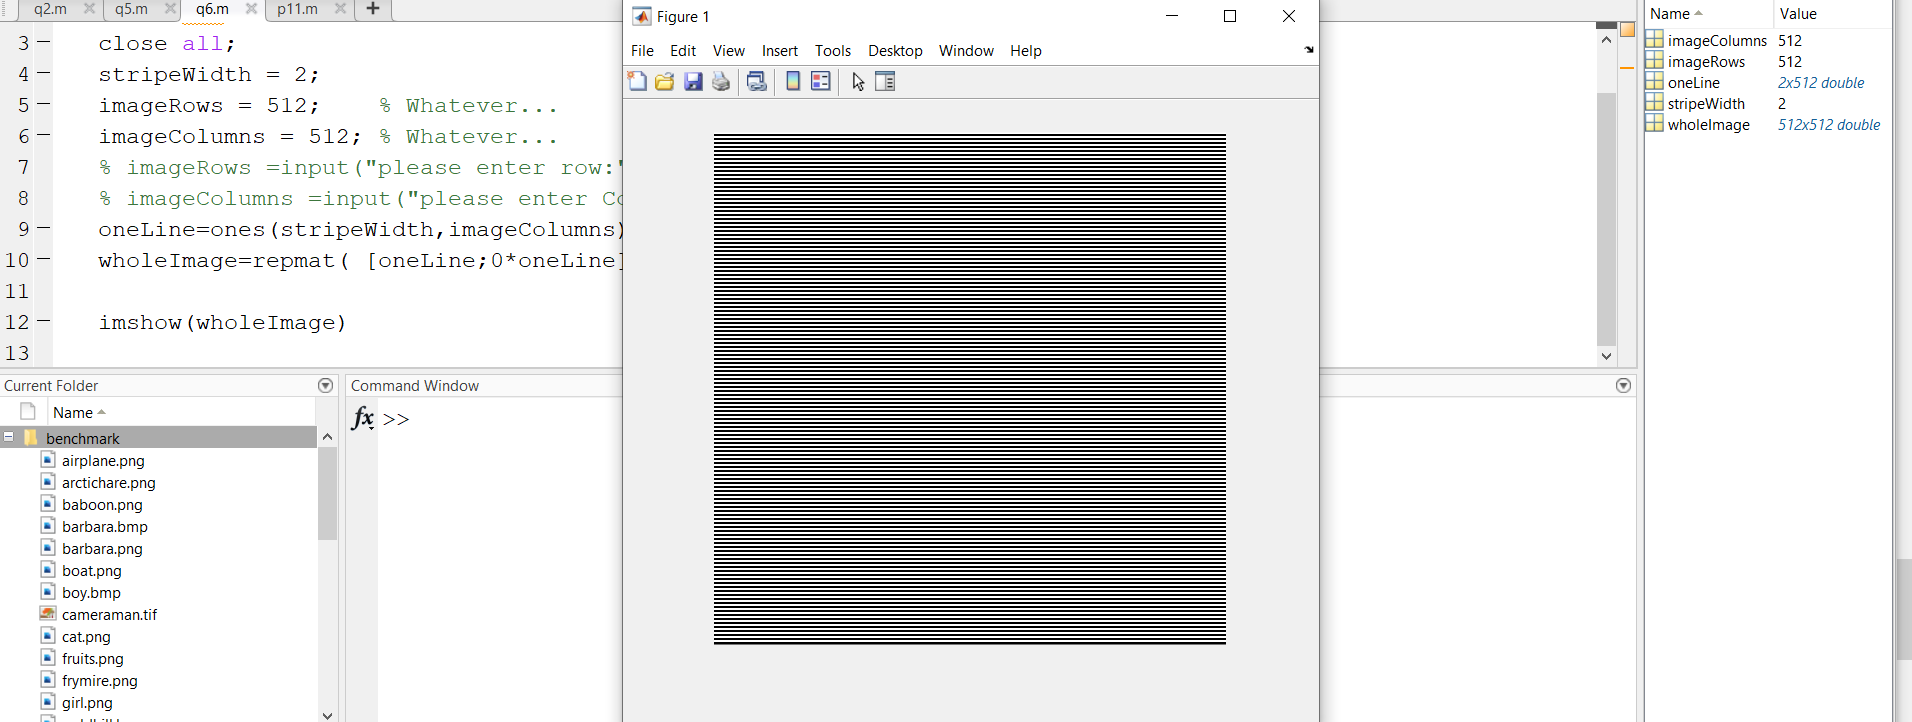 q2.m
q5.m
q6.m
p11.m
3 close all;
4 stripeWidth = 2;
5 imageRows = 512; % Whatever...
6 imageColumns = 512; % Whatever...
7 % imageRows =input("please enter row:"
8 % imageColumns =input("please enter Co
9 oneLine=ones(stripeWidth,imageColumns)
10 wholeImage=repmat( [oneLine;0*oneLine]
11
12 imshow(wholeImage)
13
Current Folder
Name
benchmark
airplane.png
arctichare.png
baboon.png
barbara.bmp
barbara.png
boat.png
boy.bmp
cameraman.tif
cat.png
fruits.png
frymire.png
girl.png
Command Window
fx >>
Figure 1
File Edit View Insert Tools Desktop Window Help
Name Value
imageColumns 512
imageRows 512
oneLine 2x512 double
stripeWidth 2
wholeImage 512x512 double